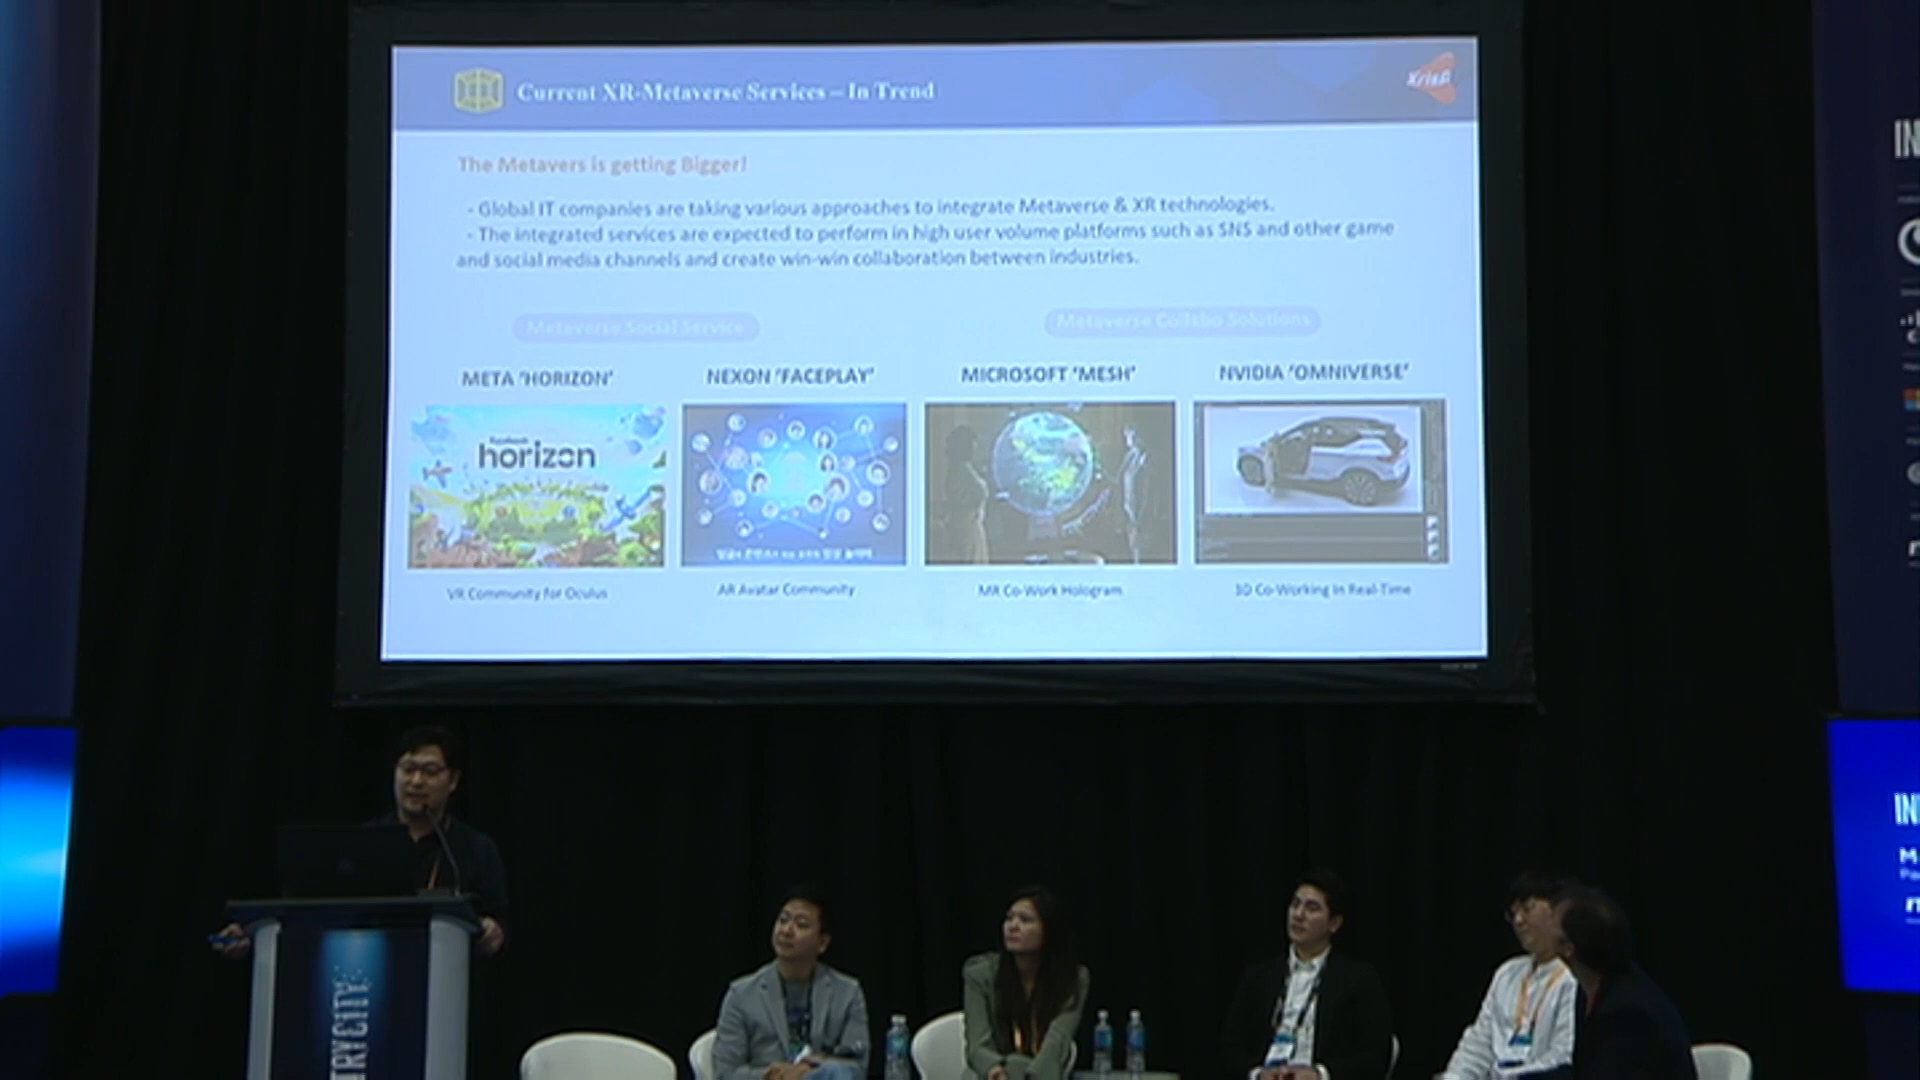 Current XR-Metaverse Services – In Trend
The Metavers is getting Bigger!
- Global IT companies are taking various approaches to integrate Metaverse & XR technologies.
- The integrated services are expected to perform in high user volume platforms such as SNS and other game
and social media channels and create win-win collaboration between industries.
Metaverse Social Service
Metaverse Collabo Solutions
META 'HORIZON'
NEXON 'FACEPLAY'
MICROSOFT 'MESH'
NVIDIA 'OMNIVERSE'
facebook
horizon
VR Community for Oculus
AR Avatar Community
MR Co-Work Hologram
3D Co-Working In Real-Time
TRYCITY
IN
IN
M